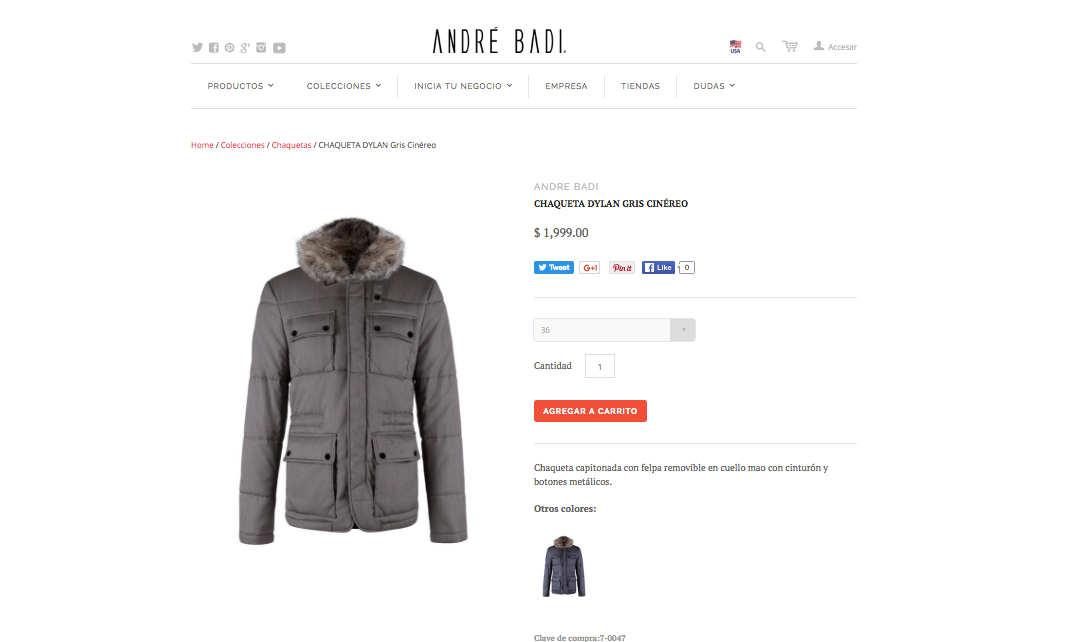 ANDRÉ BADI.
USA
Accesar
PRODUCTOS
COLECCIONES
INICIA TU NEGOCIO
EMPRESA
TIENDAS
DUDAS
Home / Colecciones / Chaquetas / CHAQUETA DYLAN Gris Cinéreo
ANDRE BADI
CHAQUETA DYLAN GRIS CINÉREO
$ 1,999.00
Tweet
G+1
Pin it
Like
0
36
Cantidad
1
AGREGAR A CARRITO
Chaqueta capitonada con felpa removible en cuello mao con cinturón y
botones metálicos.
Otros colores:
Clave de compra:7-0047